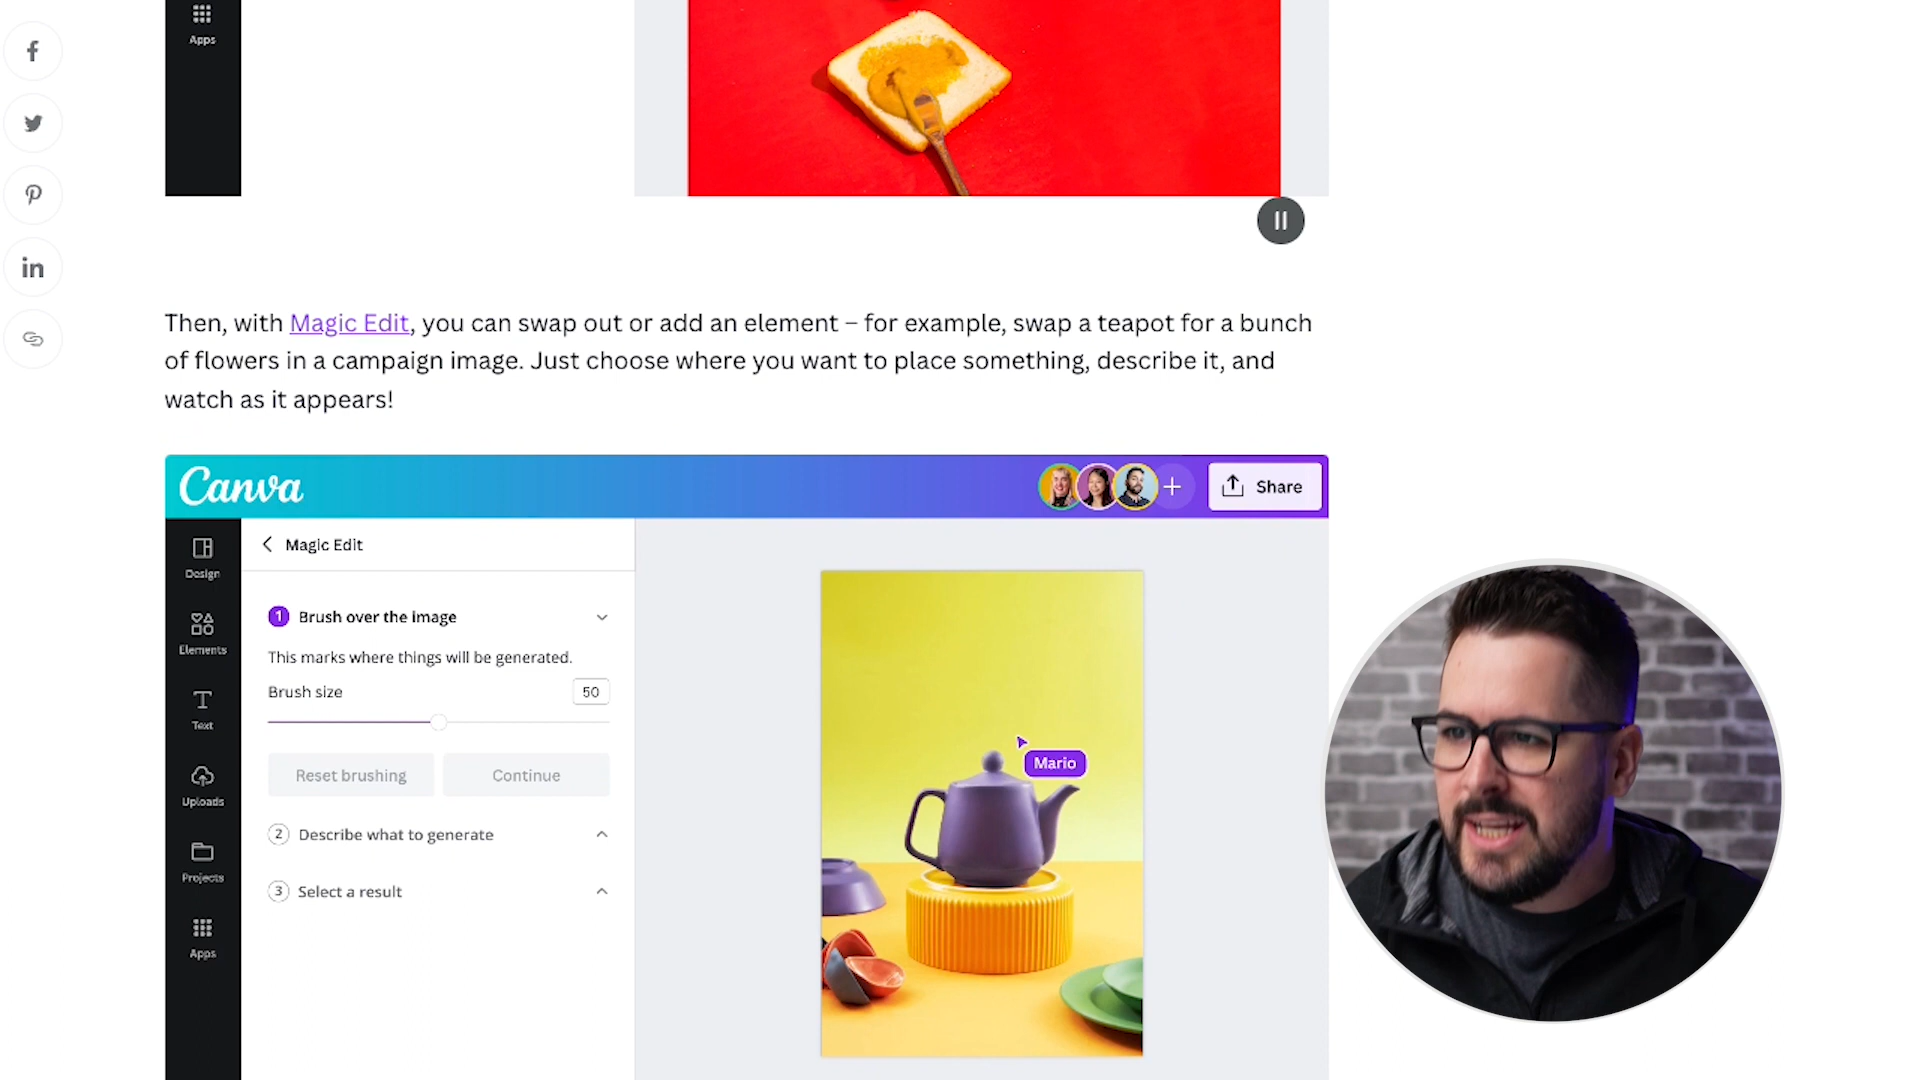 Apps
Then, with Magic Edit, you can swap out or add an element – for example, swap a teapot for a bunch
of flowers in a campaign image. Just choose where you want to place something, describe it, and
watch as it appears!
Canva
Share
Magic Edit
Design
1 Brush over the image
This marks where things will be generated.
Elements
Brush size 50
Text
Mario
Reset brushing Continue
Uploads
2 Describe what to generate
Projects
3 Select a result
Apps